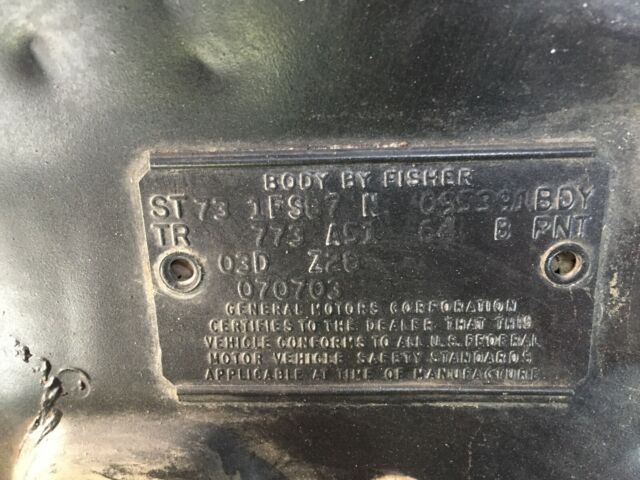 BODY BY FISHER
ST 73 1FS87 N BDY
TR 773 A51 64 B PNT
03D Z28
070703
GENERAL MOTORS CORPORATION
CERTIFIES TO THE DEALER THAT THIS
VEHICLE CONFORMS TO ALL U.S. FEDERAL
MOTOR VEHICLE SAFETY STANDARDS
APPLICABLE AT TIME OF MANUFACTURE